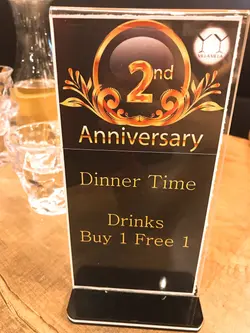 2nd
Anniversary
Dinner Time
Drinks
Buy 1 Free 1